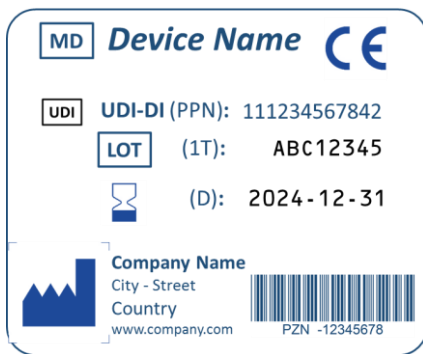 MD Device Name CE
UDI UDI-DI (PPN): 111234567842
LOT (1T): ABC12345
(D): 2024-12-31
Company Name
City - Street
Country
www.company.com
PZN -12345678